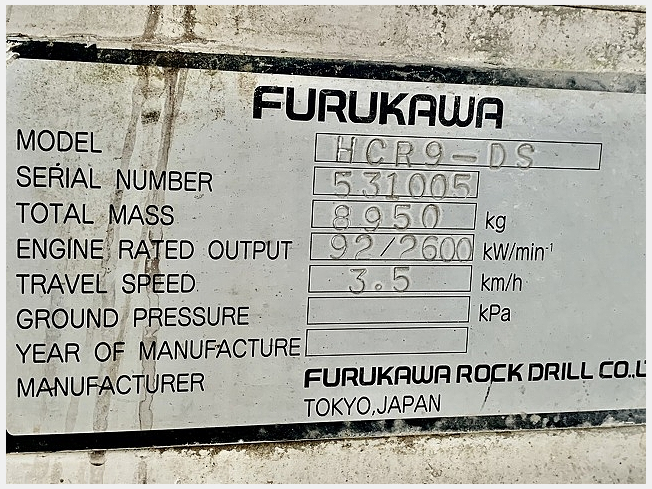 FURUKAWA
MODEL HCR9-DS
SERIAL NUMBER 531005
TOTAL MASS 8950 kg
ENGINE RATED OUTPUT 92/2600 kW/min⁻¹
TRAVEL SPEED 3.5 km/h
GROUND PRESSURE kPa
YEAR OF MANUFACTURE
MANUFACTURER FURUKAWA ROCK DRILL CO.,L
TOKYO,JAPAN